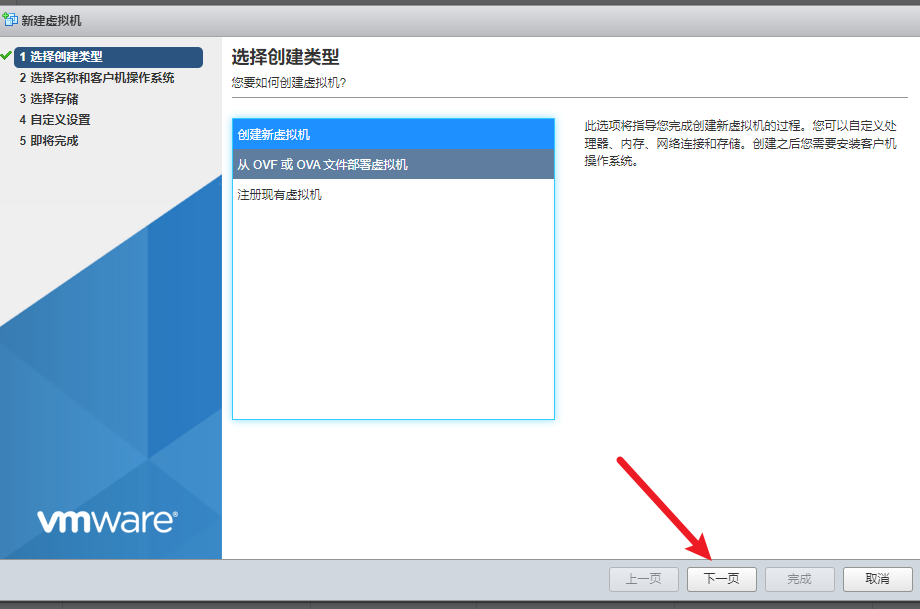 新建虚拟机
1 选择创建类型
2 选择名称和客户机操作系统
3 选择存储
4 自定义设置
5 即将完成
选择创建类型
您要如何创建虚拟机?
创建新虚拟机
从 OVF 或 OVA 文件部署虚拟机
注册现有虚拟机
此选项将指导您完成创建新虚拟机的过程。您可以自定义处
理器、内存、网络连接和存储。创建之后您需要安装客户机
操作系统。
vmware®
上一页 下一页 完成 取消